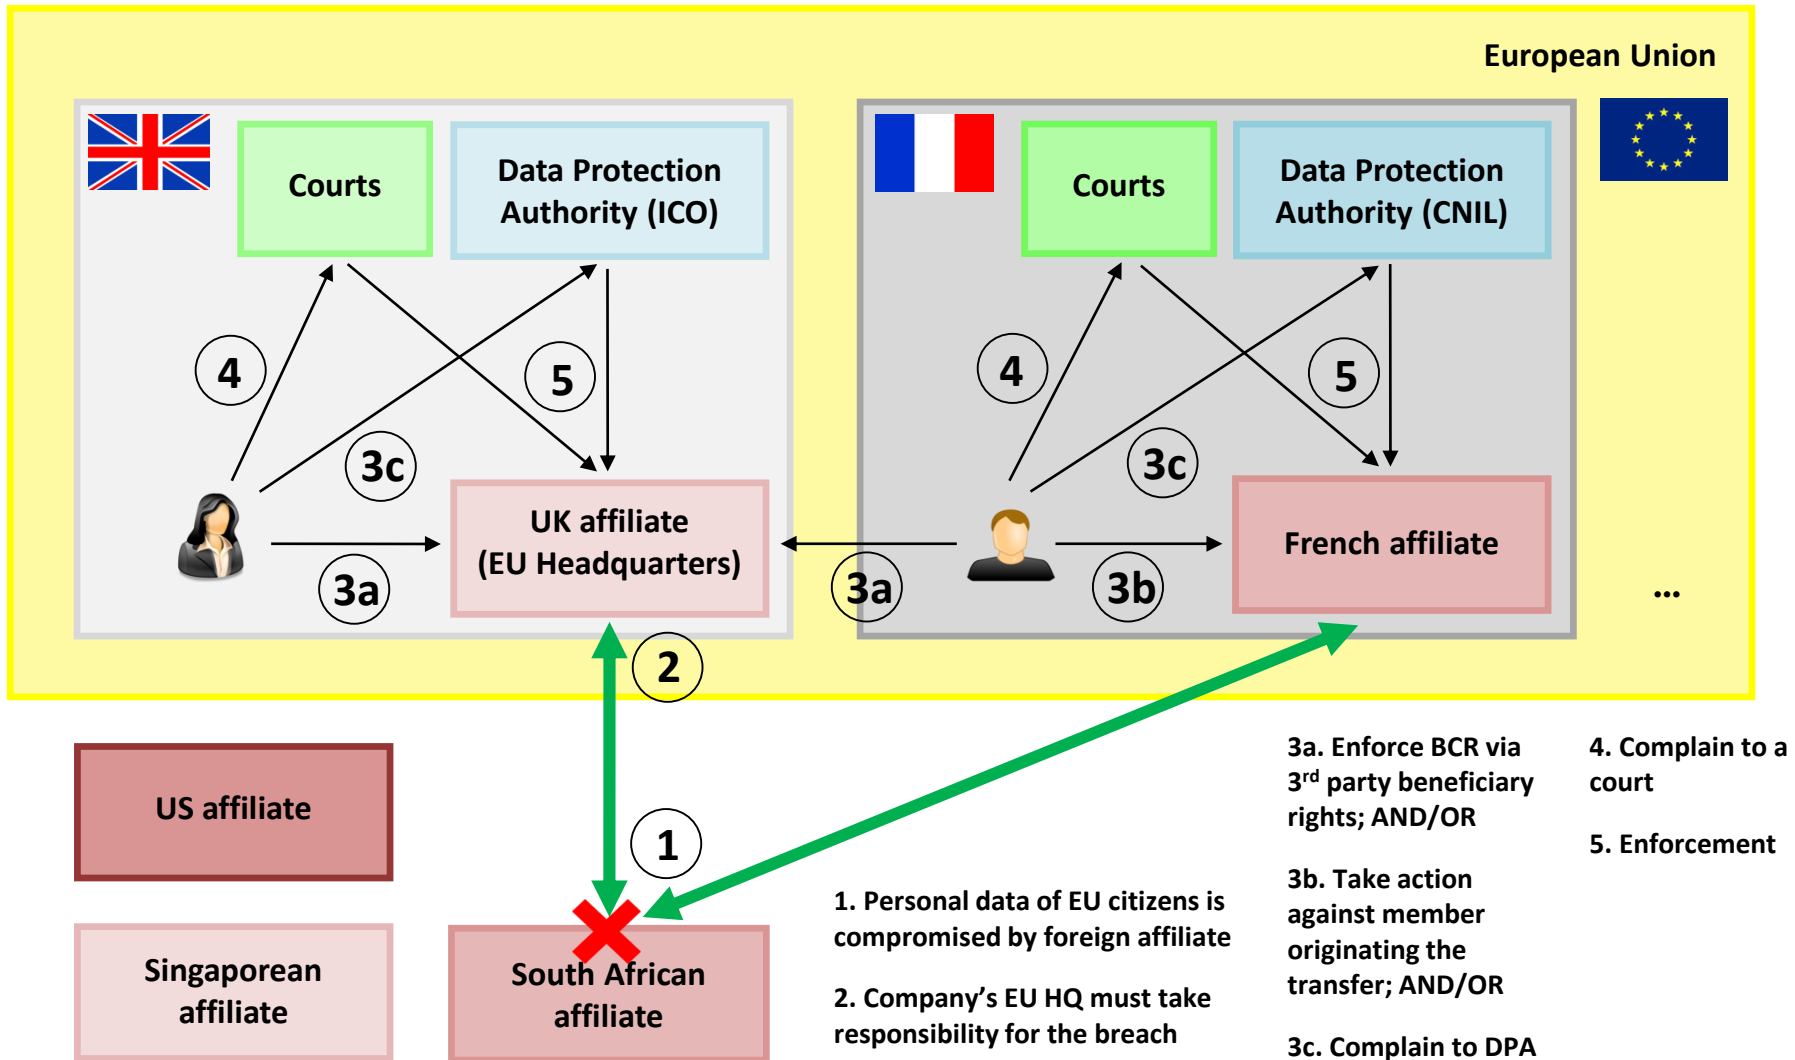 European Union
Courts
Data Protection
Authority (ICO)
Courts
Data Protection
Authority (CNIL)
4
5
3c
4
5
3c
UK affiliate
(EU Headquarters)
French affiliate
3a
3a
3b
...
2
1
US affiliate
Singaporean
affiliate
South African
affiliate
1. Personal data of EU citizens is
compromised by foreign affiliate
2. Company’s EU HQ must take
responsibility for the breach
3a. Enforce BCR via
3rd party beneficiary
rights; AND/OR
3b. Take action
against member
originating the
transfer; AND/OR
3c. Complain to DPA
4. Complain to a
court
5. Enforcement